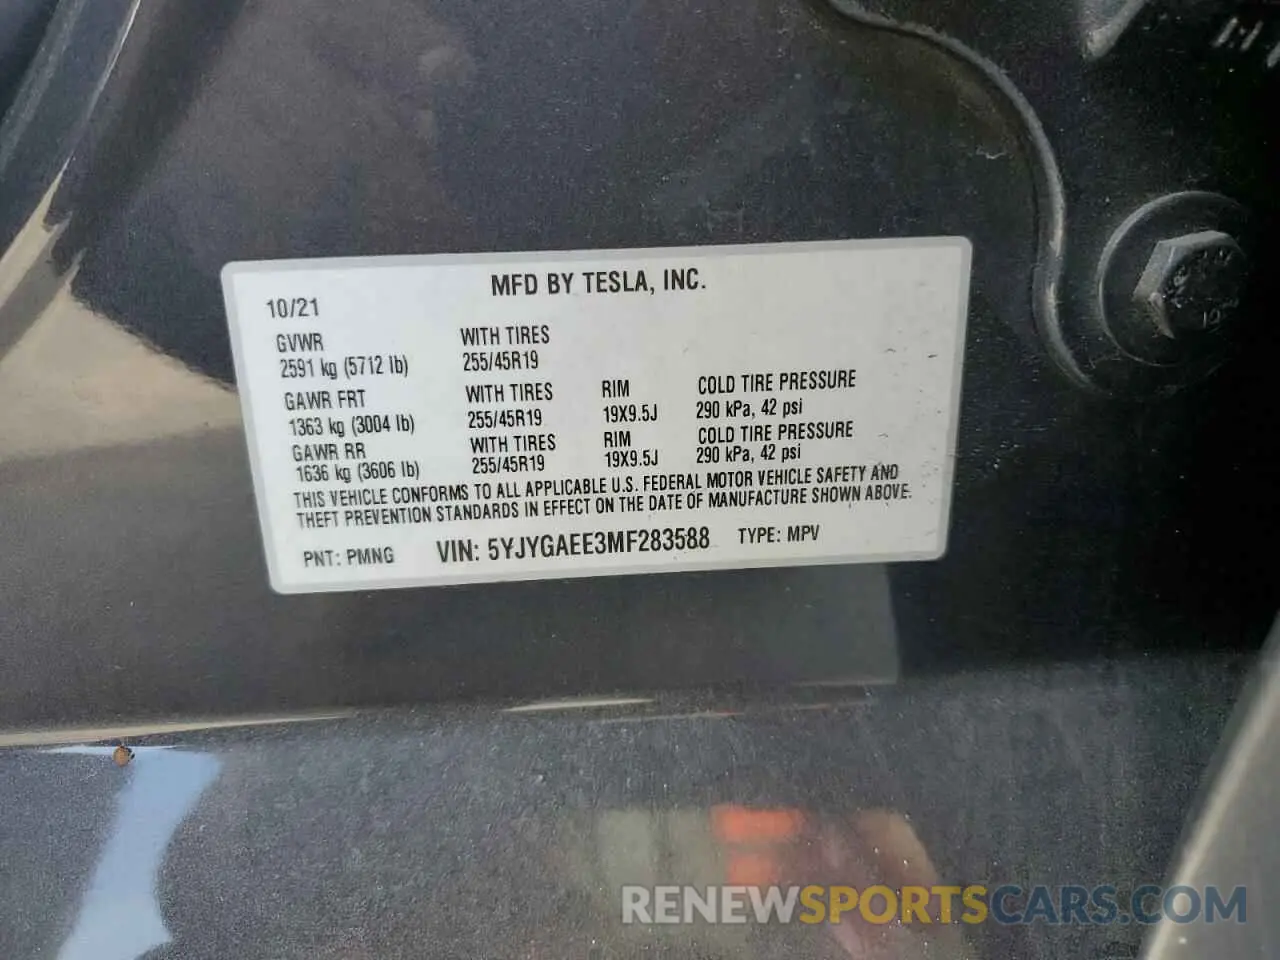 MFD BY TESLA, INC.
10/21
GVWR WITH TIRES
2591 kg (5712 lb) 255/45R19
GAWR FRT WITH TIRES RIM COLD TIRE PRESSURE
1363 kg (3004 lb) 255/45R19 19X9.5J 290 kPa, 42 psi
GAWR RR WITH TIRES RIM COLD TIRE PRESSURE
1636 kg (3606 lb) 255/45R19 19X9.5J 290 kPa, 42 psi
THIS VEHICLE CONFORMS TO ALL APPLICABLE U.S. FEDERAL MOTOR VEHICLE SAFETY AND
THEFT PREVENTION STANDARDS IN EFFECT ON THE DATE OF MANUFACTURE SHOWN ABOVE.
PNT: PMNG VIN: 5YJYGAEE3MF283588 TYPE: MPV
RENEWSPORTSCARS.COM